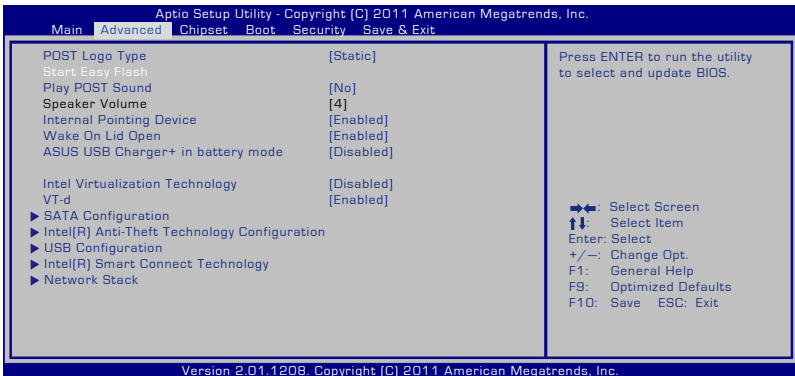 Aptio Setup Utility - Copyright (C) 2011 American Megatrends, Inc.
Main Advanced Chipset Boot Security Save & Exit
POST Logo Type [Static]
Start Easy Flash
Play POST Sound [No]
Speaker Volume [4]
Internal Pointing Device [Enabled]
Wake On Lid Open [Enabled]
ASUS USB Charger+ in battery mode [Disabled]
Intel Virtualization Technology [Disabled]
VT-d [Enabled]
SATA Configuration
Intel(R) Anti-Theft Technology Configuration
USB Configuration
Intel(R) Smart Connect Technology
Network Stack
Press ENTER to run the utility
to select and update BIOS.
→←: Select Screen
↑↓: Select Item
Enter: Select
+/—: Change Opt.
F1: General Help
F9: Optimized Defaults
F10: Save ESC: Exit
Version 2.01.1208. Copyright (C) 2011 American Megatrends, Inc.